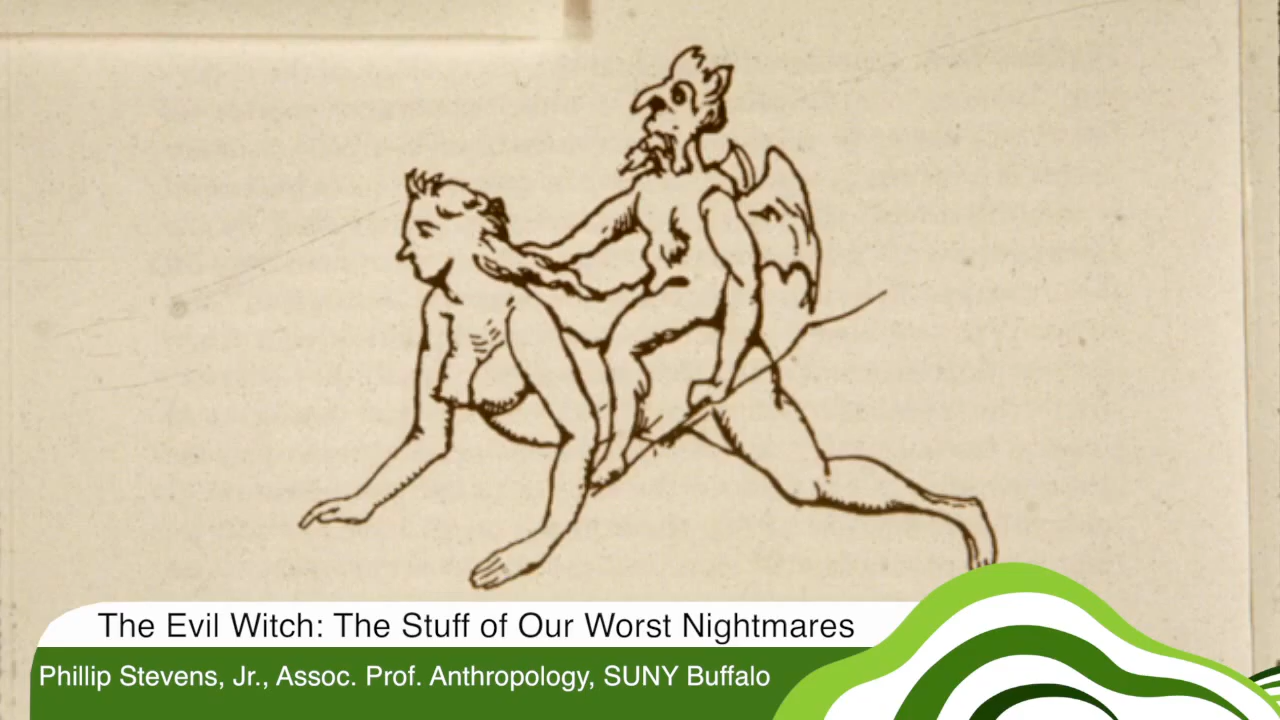 The Evil Witch: The Stuff of Our Worst Nightmares
Phillip Stevens, Jr., Assoc. Prof. Anthropology, SUNY Buffalo